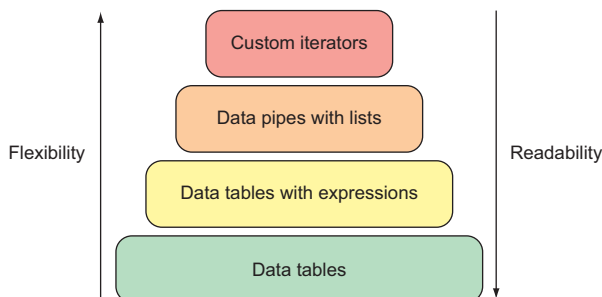 Custom iterators
Data pipes with lists
Flexibility
Readability
Data tables with expressions
Data tables